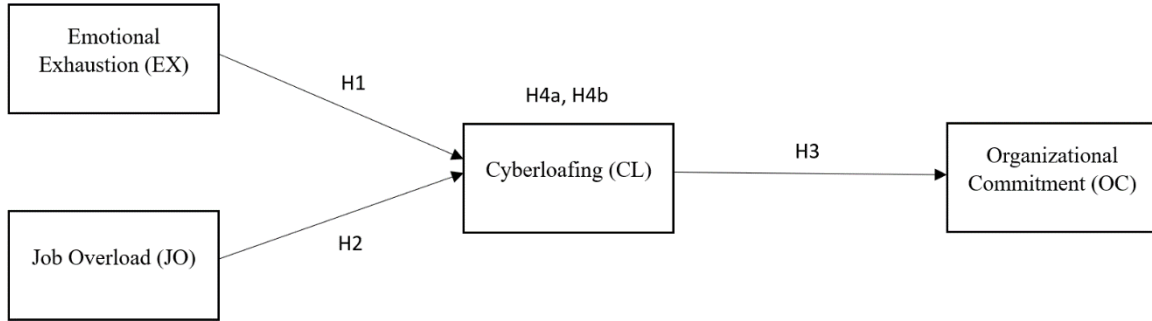 Emotional
Exhaustion (EX)
H1
H4a, H4b
Cyberloafing (CL)
H3
Organizational
Commitment (OC)
H2
Job Overload (JO)